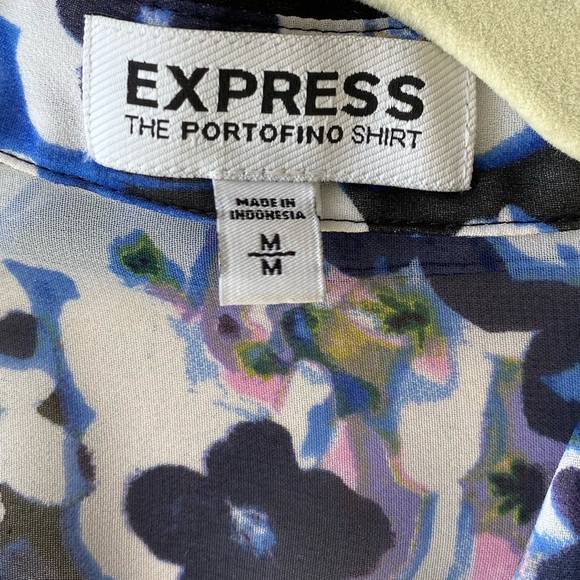 EXPRESS
THE PORTOFINO SHIRT
MADE IN
INDONESIA
M
M